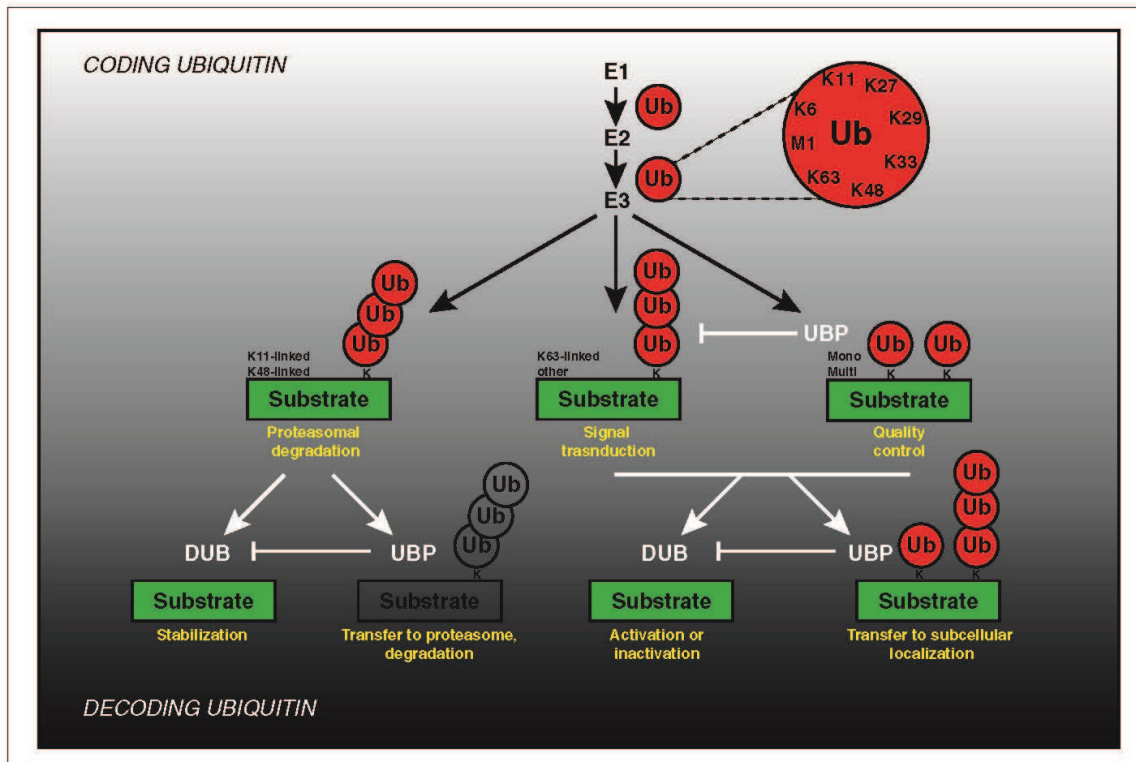 CODING UBIQUITIN
E1
Ub
E2
Ub
E3
K11
K27
K6
K29
M1
Ub
K33
K63
K48
Ub
Ub
Ub
K11-linked
K48-linked
K
Substrate
Proteasomal
degradation
Ub
Ub
Ub
K63-linked
other
K
Substrate
Signal
trasnduction
UBP
Mono
Multi
Ub
Ub
K
K
Substrate
Quality
control
DUB
Substrate
Stabilization
UBP
Ub
Ub
Ub
K
Substrate
Transfer to proteasome,
degradation
DUB
Substrate
Activation or
inactivation
UBP
Ub
K
Ub
Ub
Ub
K
Substrate
Transfer to subcellular
localization
DECODING UBIQUITIN